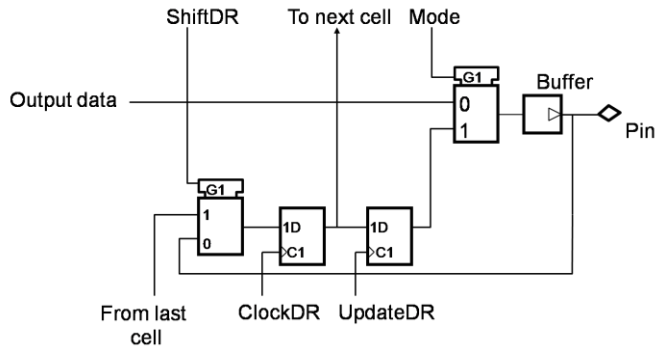 ShiftDR
To next cell
Mode
G1
Buffer
Output data
0
1
Pin
G1
1
0
1D
C1
1D
C1
From last
cell
ClockDR
UpdateDR